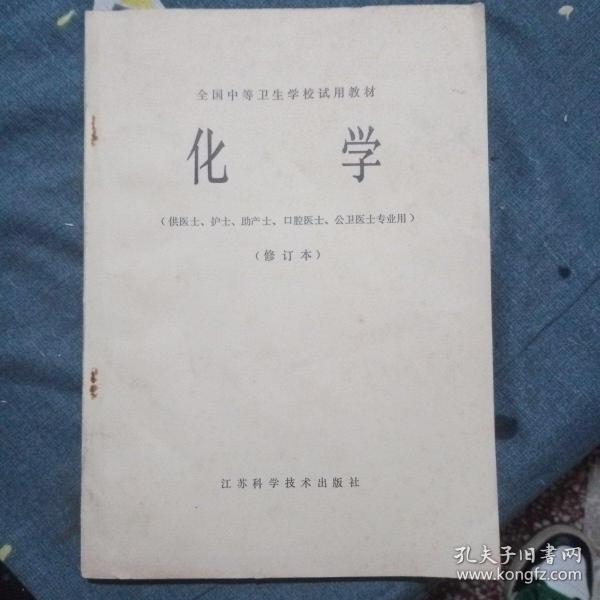 全国中等卫生学校试用教材
化学
（供医士、护士、助产士、口腔医士、公卫医士专业用）
（修订本）
江苏科学技术出版社
孔夫子旧书网
www.kongfz.com